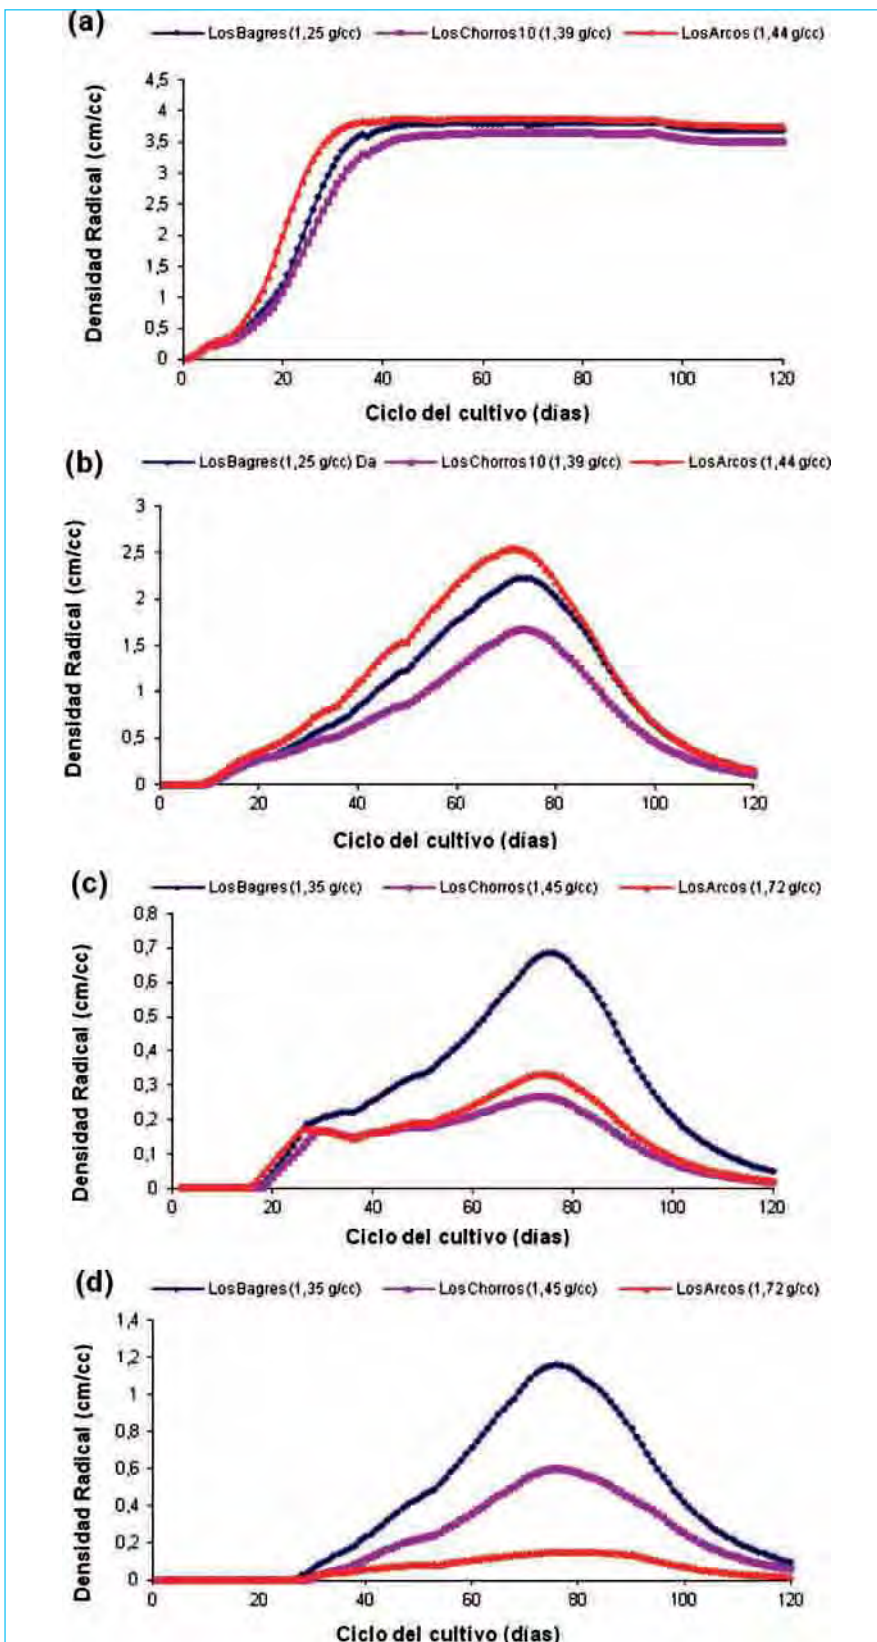 (a)
LosBagres (1,25 g/cc) LosChorros10 (1,39 g/cc) LosArcos (1,44 g/cc)
4,5
4
3,5
3
2,5
2
1,5
1
0,5
0
Densidad Radical (cm/cc)
0 20 40 60 80 100 120
Ciclo del cultivo (días)
(b)
LosBagres (1,25 g/cc) Da LosChorros10 (1,39 g/cc) LosArcos (1,44 g/cc)
3
2,5
2
1,5
1
0,5
0
Densidad Radical (cm/cc)
0 20 40 60 80 100 120
Ciclo del cultivo (días)
(c)
LosBagres (1,35 g/cc) LosChorros (1,45 g/cc) LosArcos (1,72 g/cc)
0,8
0,7
0,6
0,5
0,4
0,3
0,2
0,1
0
Densidad Radical (cm/cc)
0 20 40 60 80 100 120
Ciclo del cultivo (días)
(d)
LosBagres (1,35 g/cc) LosChorros (1,45 g/cc) LosArcos (1,72 g/cc)
1,4
1,2
1
0,8
0,6
0,4
0,2
0
Densidad Radical (cm/cc)
0 20 40 60 80 100 120
Ciclo del cultivo (días)